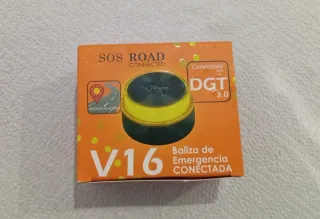 SOS ROAD
CONNECTED
Conectada
DGT
3.0
V16
Baliza de
Emergencia
CONECTADA